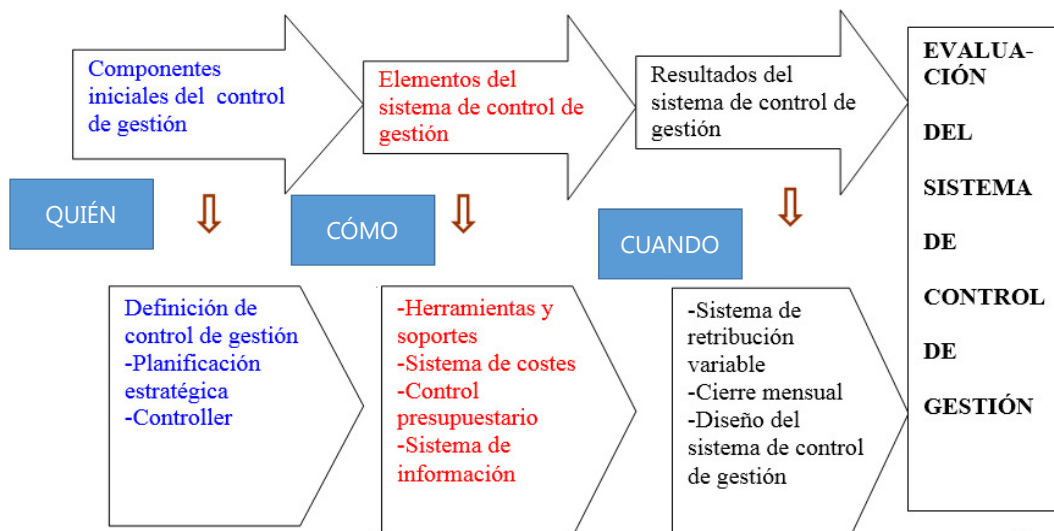 Componentes
iniciales del control
de gestión
Elementos del
sistema de control de
gestión
Resultados del
sistema de control de
gestión
QUIÉN
CÓMO
CUANDO
Definición de
control de gestión
-Planificación
estratégica
-Controller
-Herramientas y
soportes
-Sistema de costes
-Control
presupuestario
-Sistema de
información
-Sistema de
retribución
variable
-Cierre mensual
-Diseño del
sistema de control
de gestión
EVALUA-
CIÓN
DEL
SISTEMA
DE
CONTROL
DE
GESTIÓN